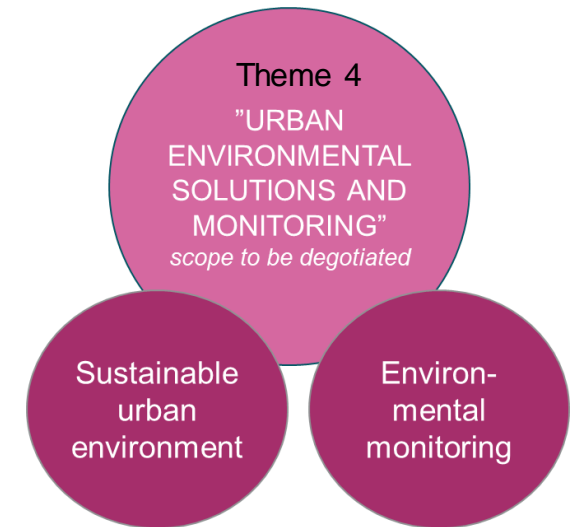 Theme 4
”URBAN
ENVIRONMENTAL
SOLUTIONS AND
MONITORING”
scope to be degotiated
Sustainable
urban
environment
Environ-
mental
monitoring